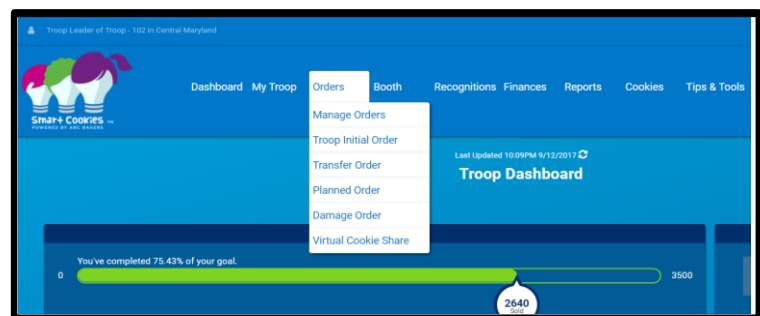 Troop Leader of Troop - 102 in Central Maryland
Smart Cookies TM
POWERED BY ABC BAKERS
Dashboard My Troop Orders Booth Recognitions Finances Reports Cookies Tips & Tools
Manage Orders
Troop Initial Order
Transfer Order
Planned Order
Damage Order
Virtual Cookie Share
Last Updated 10:09PM 9/12/2017
Troop Dashboard
You've completed 75.43% of your goal.
0
3500
2640
Sold